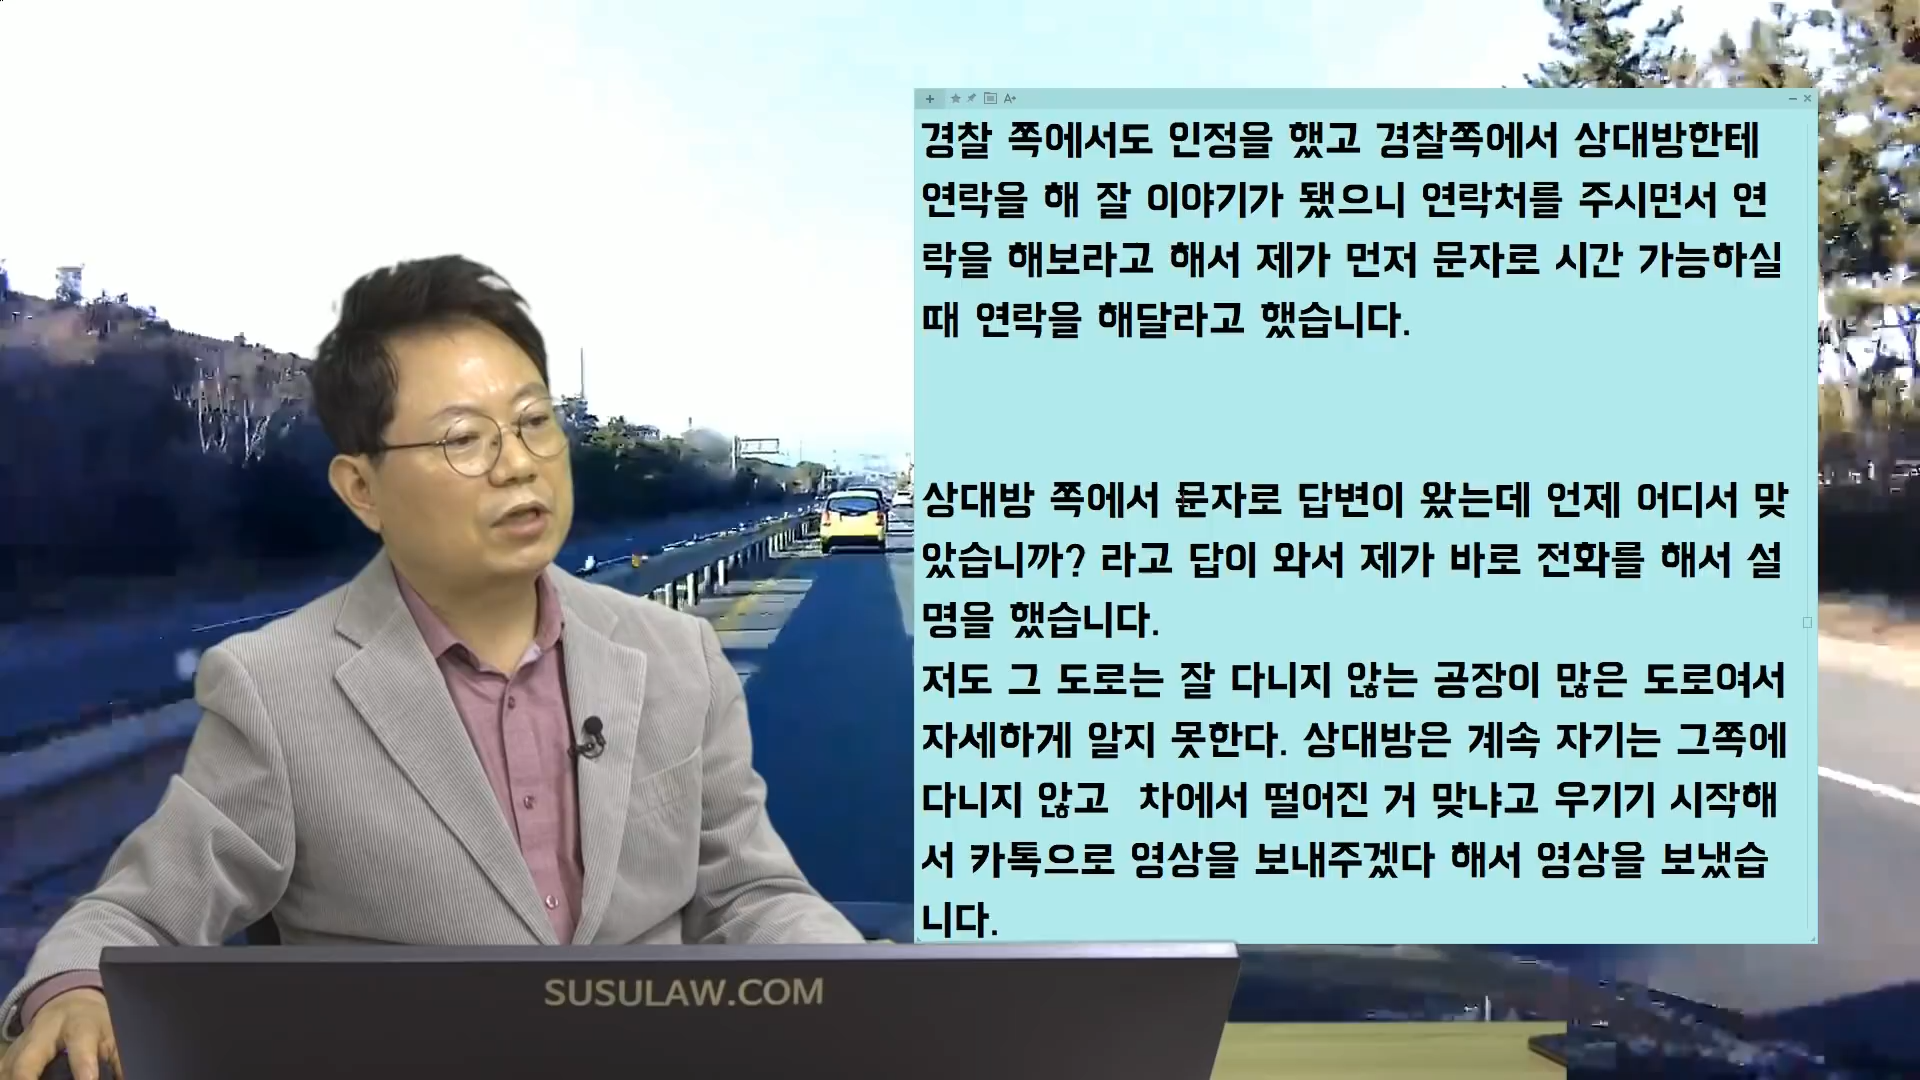 경찰 쪽에서도 인정을 했고 경찰쪽에서 상대방한테
연락을 해 잘 이야기가 됐으니 연락처를 주시면서 연
락을 해보라고 해서 제가 먼저 문자로 시간 가능하실
때 연락을 해달라고 했습니다.
상대방 쪽에서 문자로 답변이 왔는데 언제 어디서 맞
았습니까? 라고 답이 와서 제가 바로 전화를 해서 설
명을 했습니다.
저도 그 도로는 잘 다니지 않는 공장이 많은 도로여서
자세하게 알지 못한다. 상대방은 계속 자기는 그쪽에
다니지 않고  차에서 떨어진 거 맞냐고 우기기 시작해
서 카톡으로 영상을 보내주겠다 해서 영상을 보냈습
니다.
SUSULAW.COM